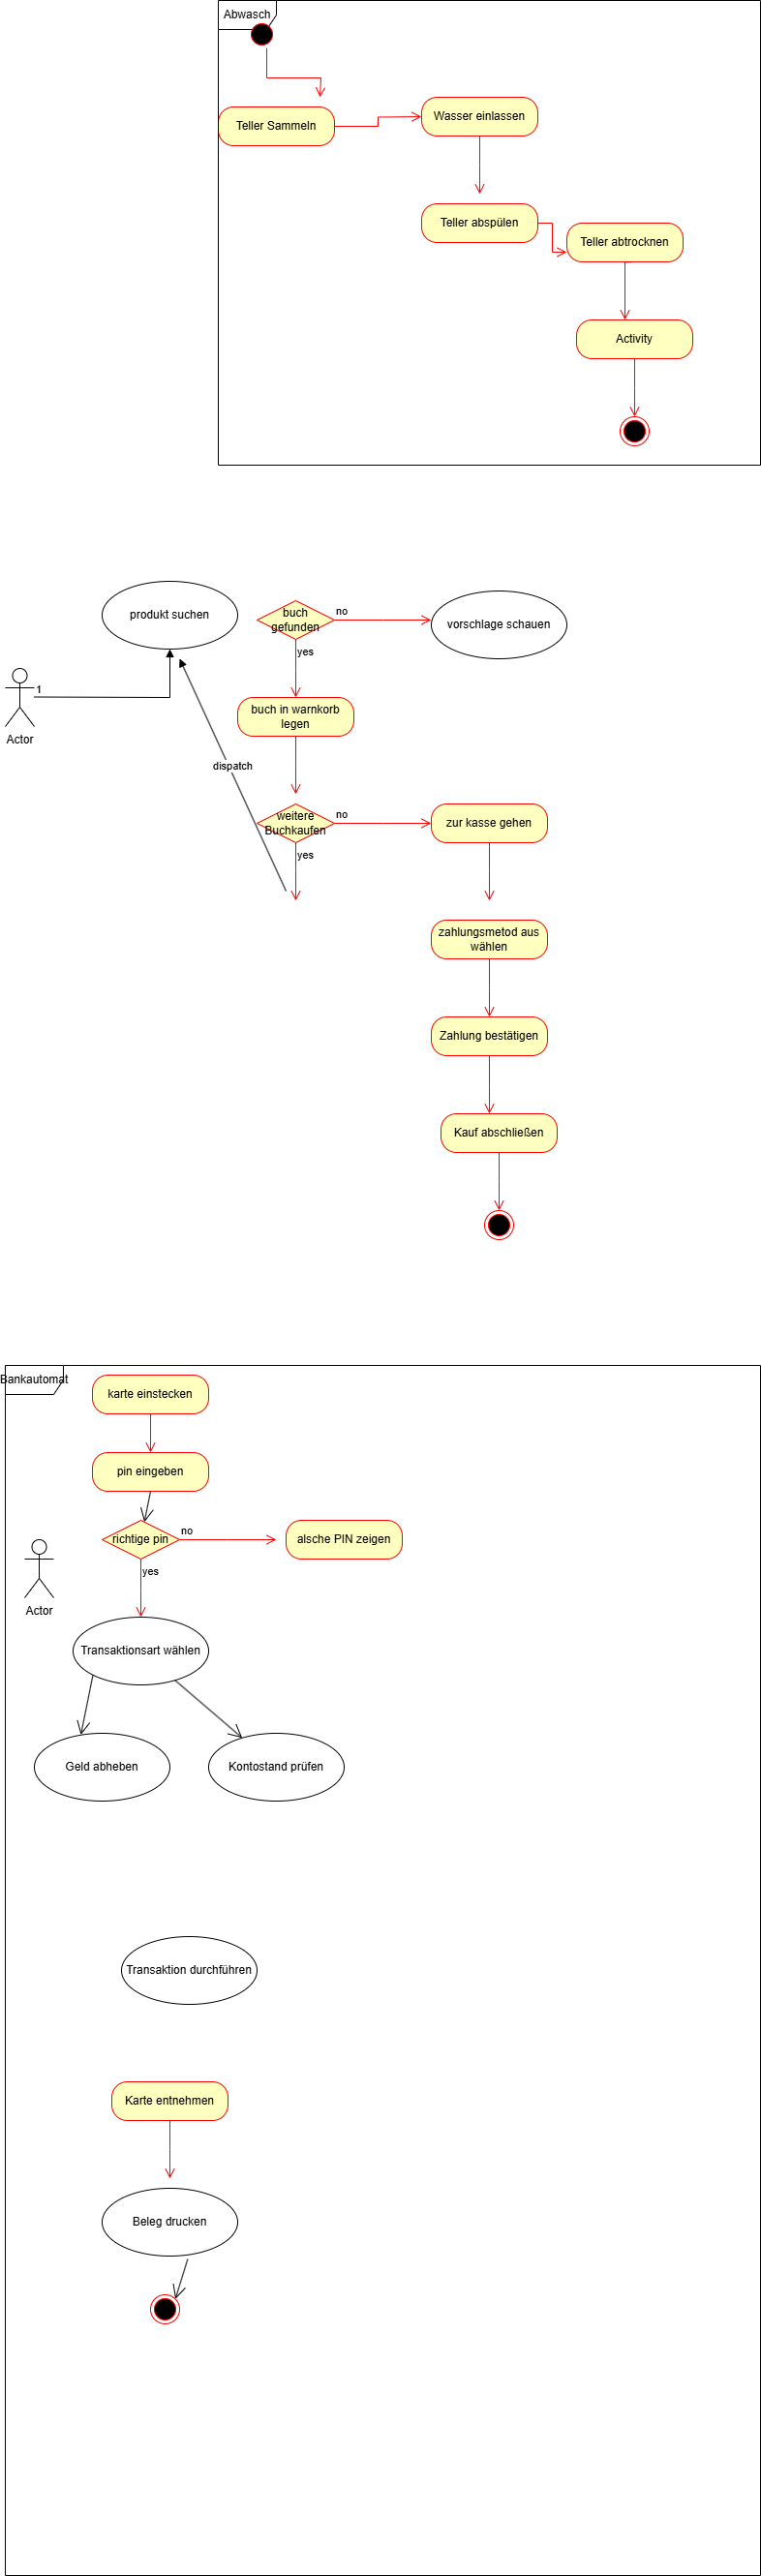 Abwasch
Teller Sammeln
Wasser einlassen
Teller abspülen
Teller abtrocknen
Activity
produkt suchen
buch
gefunden
no
vorschlage schauen
yes
1
Actor
buch in warnkorb
legen
dispatch
weitere
Buchkaufen
no
zur kasse gehen
yes
zahlungsmetod aus
wählen
Zahlung bestätigen
Kauf abschließen
Bankautomat
karte einstecken
pin eingeben
richtige pin
no
alsche PIN zeigen
yes
Actor
Transaktionsart wählen
Geld abheben
Kontostand prüfen
Transaktion durchführen
Karte entnehmen
Beleg drucken